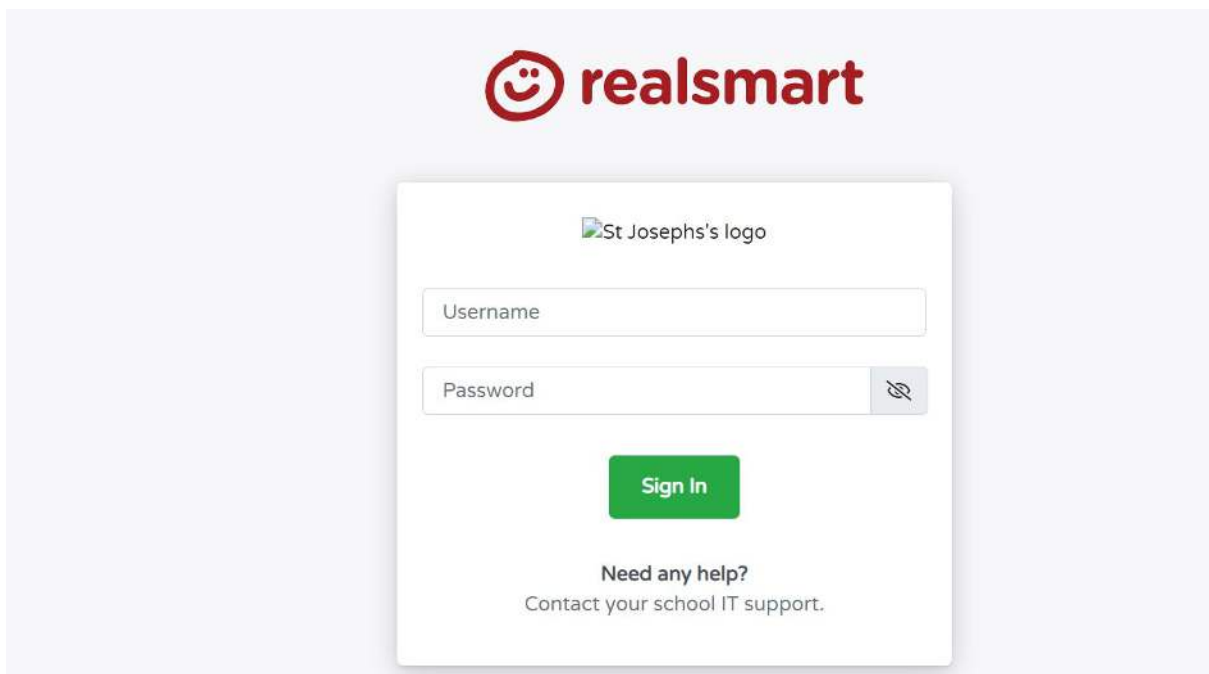 realsmart
St Josephs's logo
Username
Password
Sign In
Need any help?
Contact your school IT support.